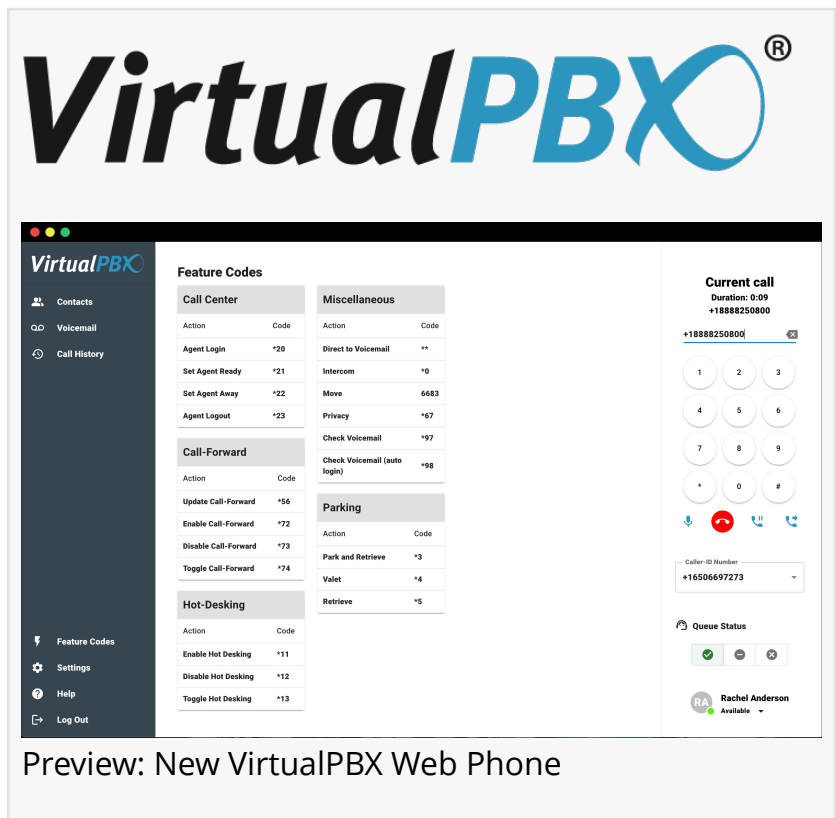 VirtualPBX®
VirtualPBX
Contacts
Voicemail
Call History
Feature Codes
Settings
Help
Log Out
Feature Codes
Call Center
Action Code
Agent Login *20
Set Agent Ready *21
Set Agent Away *22
Agent Logout *23
Call-Forward
Action Code
Update Call-Forward *56
Enable Call-Forward *72
Disable Call-Forward *73
Toggle Call-Forward *74
Hot-Desking
Action Code
Enable Hot Desking *11
Disable Hot Desking *12
Toggle Hot Desking *13
Miscellaneous
Action Code
Direct to Voicemail **
Intercom *0
Move 6683
Privacy *67
Check Voicemail *97
Check Voicemail (auto
login) *98
Parking
Action Code
Park and Retrieve *3
Valet *4
Retrieve *5
Current call
Duration: 0:09
+18888250800
+18888250800
1 2 3
4 5 6
7 8 9
* 0 #
Caller-ID Number
+16506697273
Queue Status
RA Rachel Anderson
Available
Preview: New VirtualPBX Web Phone